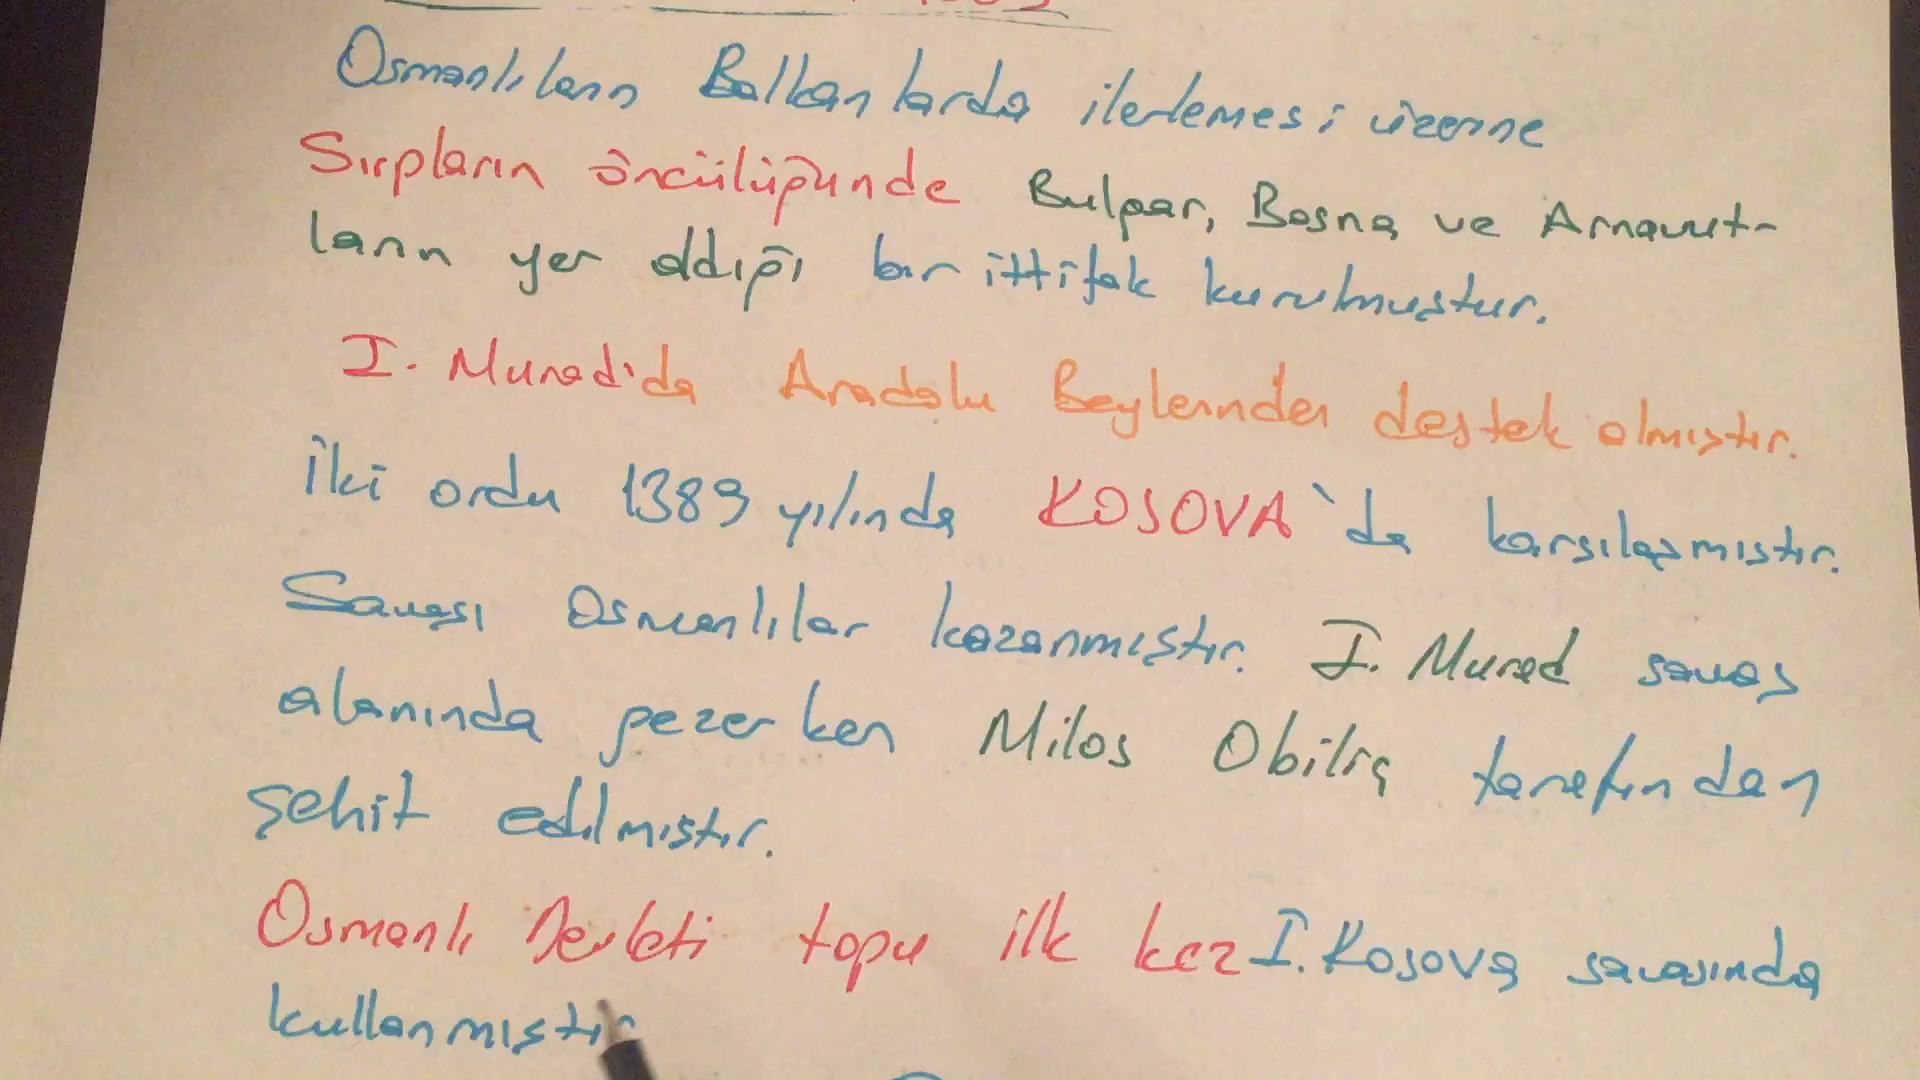 Osmanlıların Balkanlarda ilerlemesi üzerine
Sırpların öncülüğünde Bulgar, Bosna ve Arnavut-
ların yer aldığı bir ittifak kurulmuştur.
I. Murad'da Anadolu Beylerinden destek almıştır.
İki ordu 1389 yılında KOSOVA'da karşılaşmıştır.
Savaşı Osmanlılar kazanmıştır. I. Murad savaş
alanında gezerken Milos Obiliç tarafından
şehit edilmiştir.
Osmanlı Devleti topu ilk kez I. Kosova savaşında
kullanmıştır